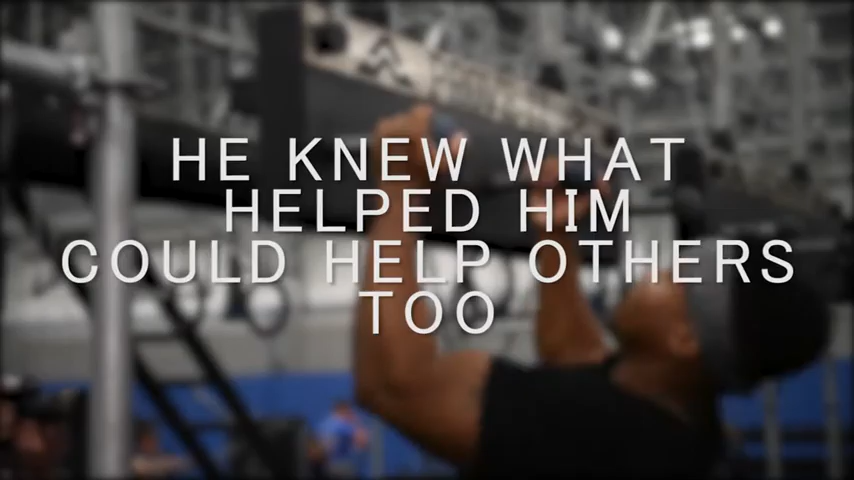 HE KNEW WHAT
HELPED HIM
COULD HELP OTHERS
TOO